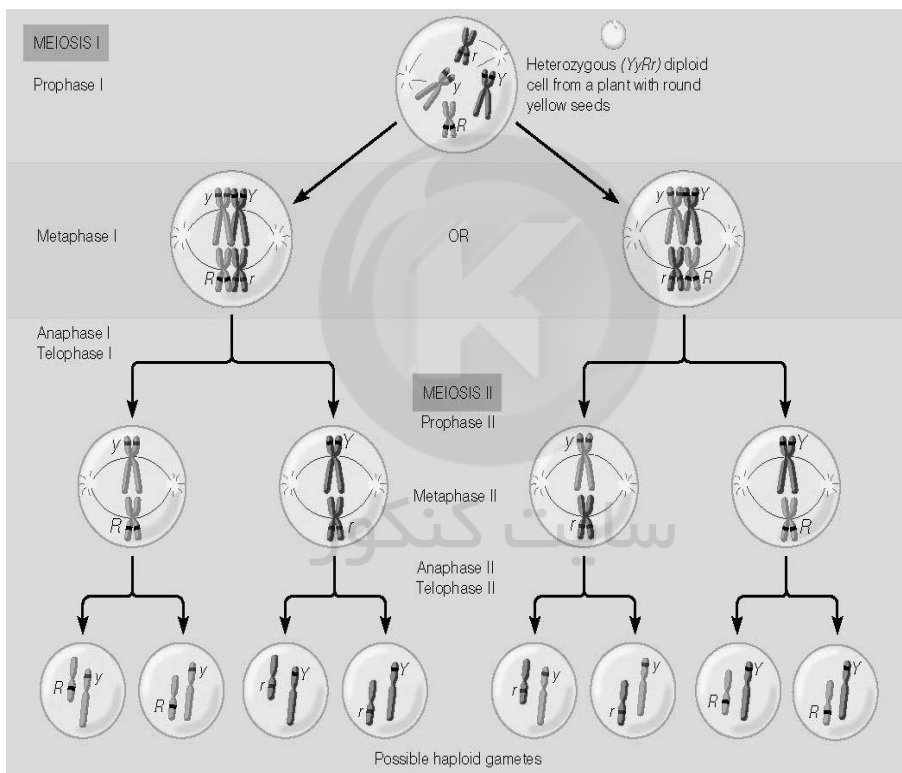 MEIOSIS I
Prophase I
r
y
Y
R
Heterozygous (YyRr) diploid
cell from a plant with round
yellow seeds
Metaphase I
y Y
R r
OR
y Y
r R
Anaphase I
Telophase I
MEIOSIS II
Prophase II
y
R
Y
r
Metaphase II
y
r
Y
R
سایت کنکور
Anaphase II
Telophase II
R y
R y
r Y
r Y
r y
r y
R Y
R Y
Possible haploid gametes